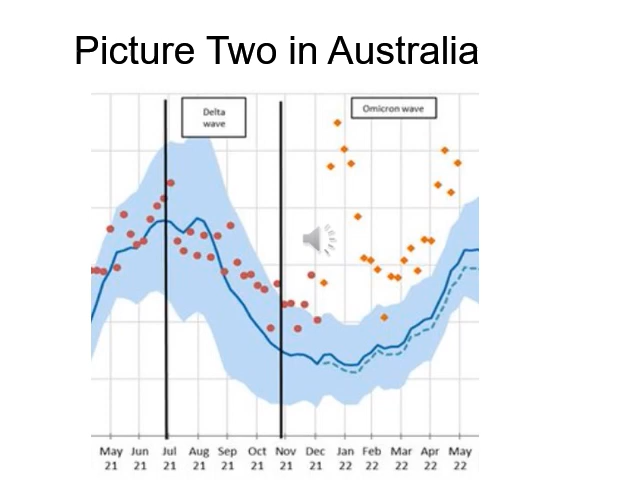 Picture Two in Australia
Delta
wave
Omicron wave
May Jun Jul Aug Sep Oct Nov Dec Jan Feb Mar Apr May
21 21 21 21 21 21 21 21 22 22 22 22 22